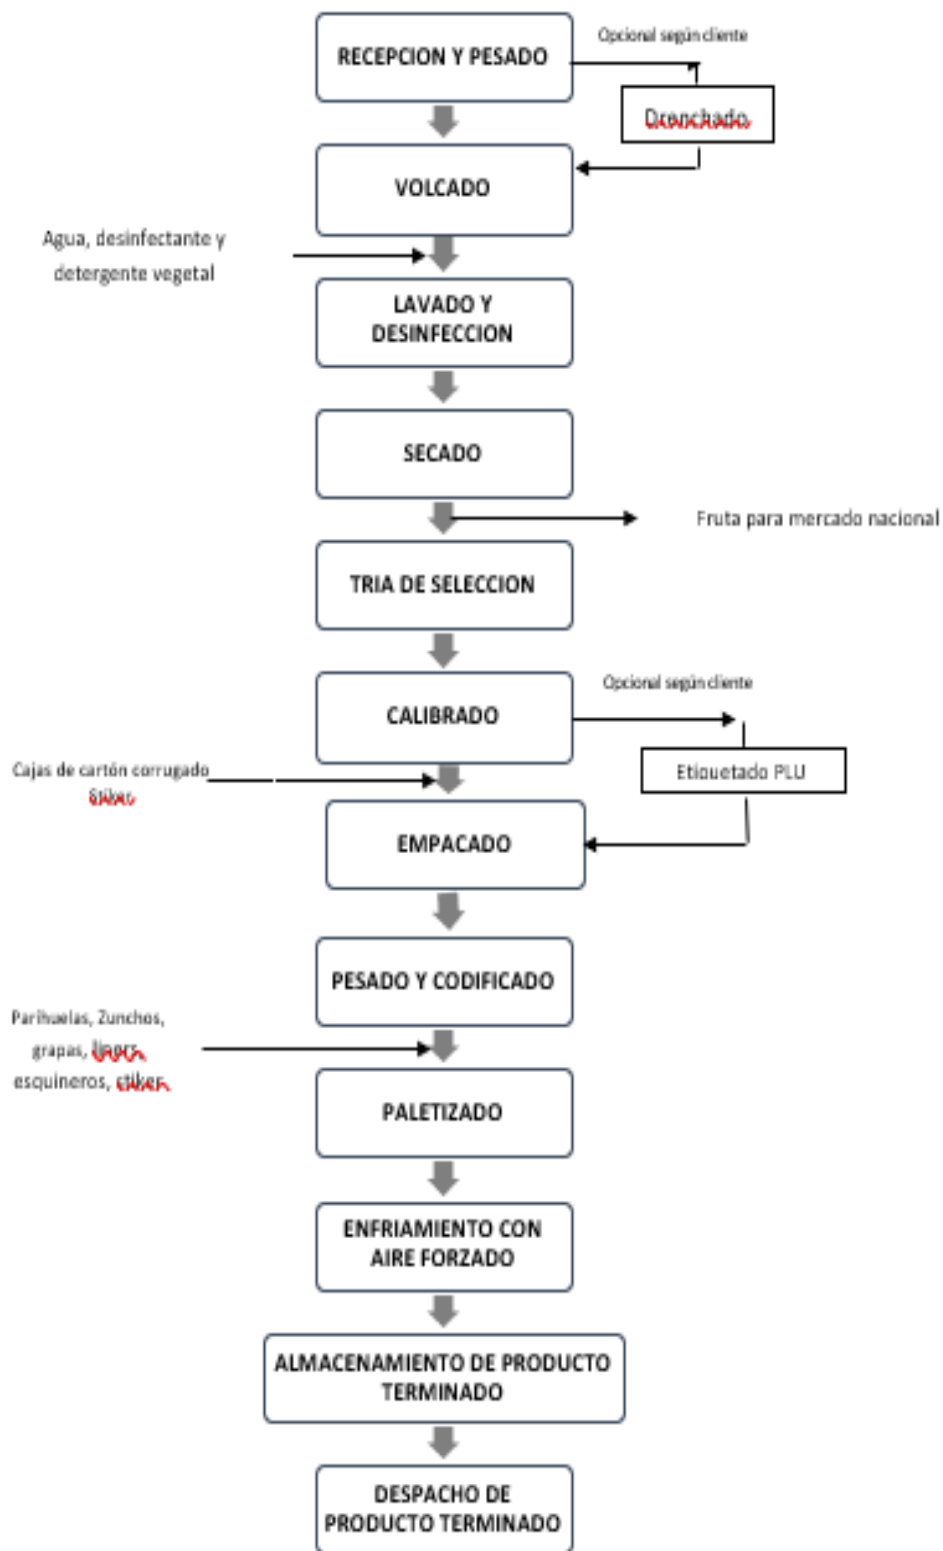 RECEPCION Y PESADO
Opcional según cliente
Drenchado
VOLCADO
Agua, desinfectante y
detergente vegetal
LAVADO Y
DESINFECCION
SECADO
Fruta para mercado nacional
TRIA DE SELECCION
CALIBRADO
Opcional según cliente
Etiquetado PLU
Cajas de cartón corrugado
Stiker
EMPACADO
PESADO Y CODIFICADO
Parihuelas, Zunchos,
grapas, liners,
esquineros, stiker
PALETIZADO
ENFRIAMIENTO CON
AIRE FORZADO
ALMACENAMIENTO DE PRODUCTO
TERMINADO
DESPACHO DE
PRODUCTO TERMINADO